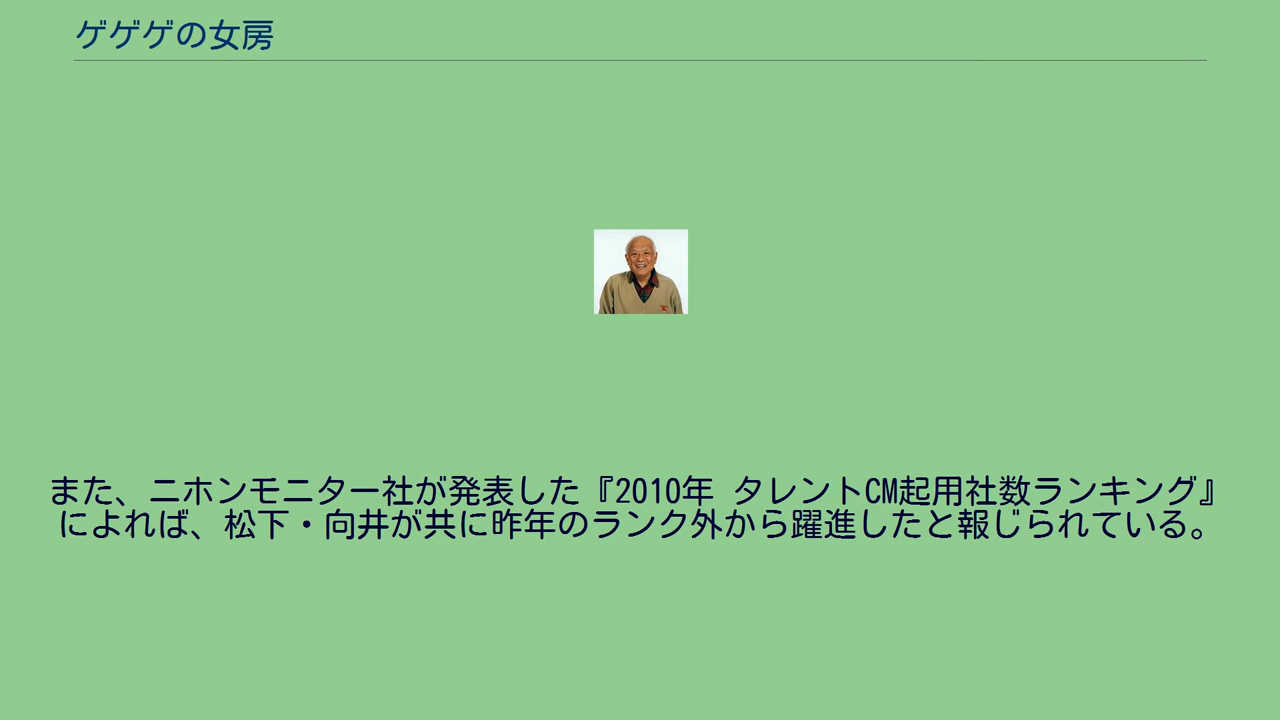 ゲゲゲの女房
また、ニホンモニター社が発表した『2010年 タレントCM起用社数ランキング』
によれば、松下・向井が共に昨年のランク外から躍進したと報じられている。